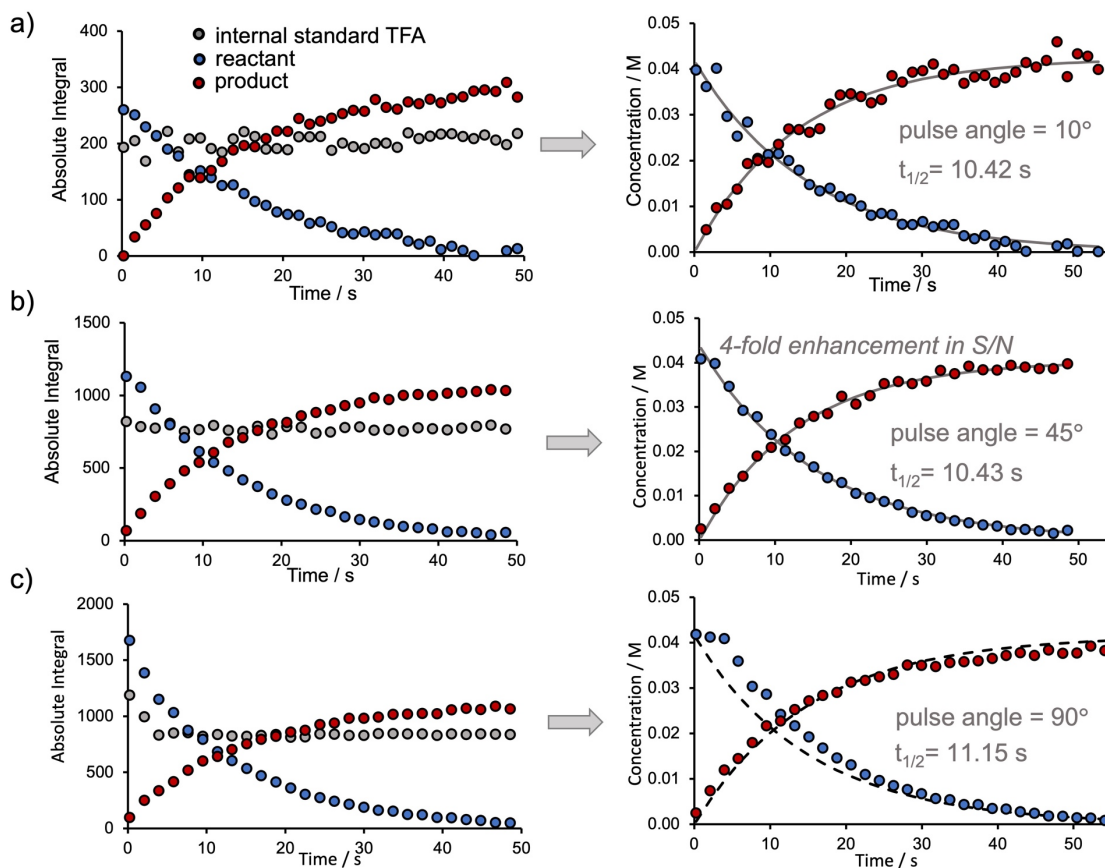 a)
internal standard TFA
reactant
product
400
300
200
100
0
Absolute Integral
0 10 20 30 40 50
Time / s
0.05
0.04
0.03
0.02
0.01
0.00
Concentration / M
pulse angle = 10°
t1/2= 10.42 s
0 10 20 30 40 50
Time / s
b)
1500
1000
500
0
Absolute Integral
0 10 20 30 40 50
Time / s
0.05
0.04
0.03
0.02
0.01
0.00
Concentration / M
4-fold enhancement in S/N
pulse angle = 45°
t1/2= 10.43 s
0 10 20 30 40 50
Time / s
c)
2000
1500
1000
500
0
Absolute Integral
0 10 20 30 40 50
Time / s
0.05
0.04
0.03
0.02
0.01
0.00
Concentration / M
pulse angle = 90°
t1/2= 11.15 s
0 10 20 30 40 50
Time / s